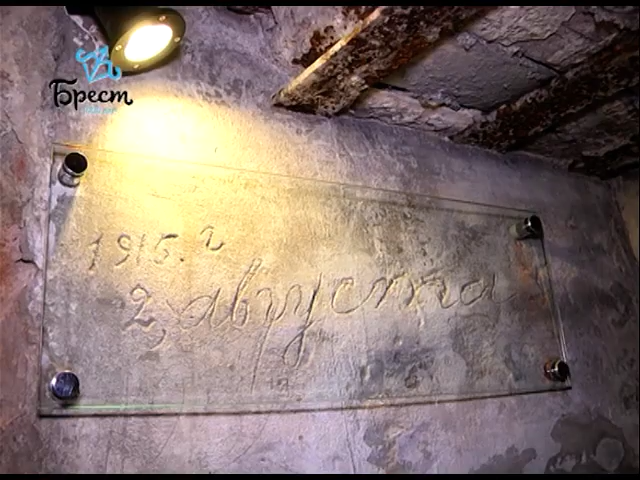 Брест
1915. г
2, августа